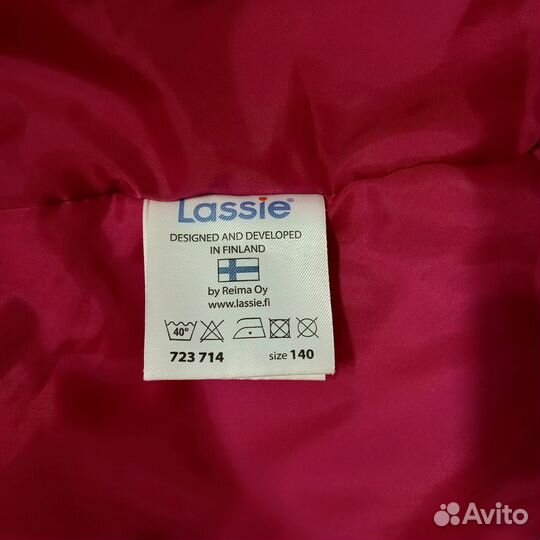 Lassie®
DESIGNED AND DEVELOPED
IN FINLAND
by Reima Oy
www.lassie.fi
40°
723 714 size 140
Avito